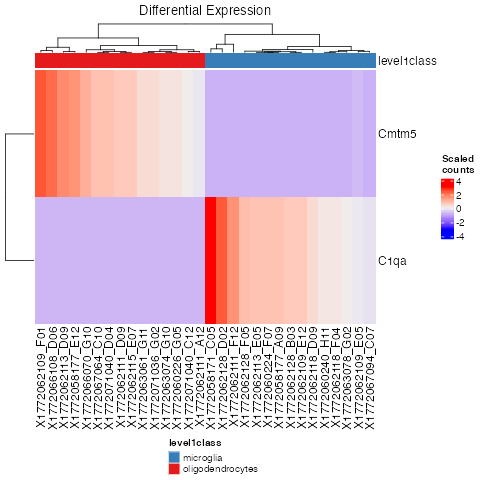 Differential Expression
level1class
Cmtm5
C1qa
Scaled
counts
4
2
0
-2
-4
X1772062109_F01
X1772066108_D06
X1772062113_D09
X1772058177_E12
X1772066070_G10
X1772067064_C10
X1772071040_D04
X1772062111_D09
X1772062115_E07
X1772063061_G11
X1772071036_G02
X1772063074_G10
X1772060226_G05
X1772071040_C12
X1772062111_A12
X1772058171_C05
X1772062128_D02
X1772062111_F12
X1772062128_F05
X1772062113_E05
X1772060224_F07
X1772058177_A09
X1772062128_B03
X1772062109_E12
X1772062118_D09
X1772060240_H11
X1772062118_F04
X1772063078_G02
X1772062109_E05
X1772067094_C07
level1class
microglia
oligodendrocytes